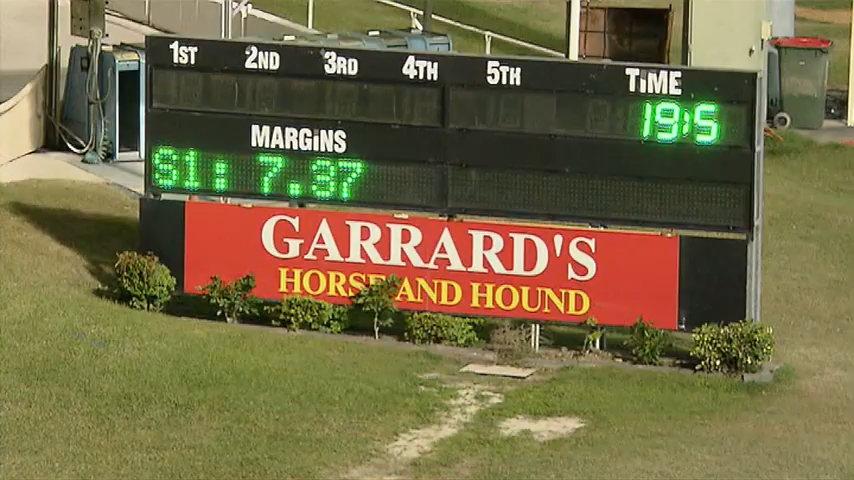 1ST 2ND 3RD 4TH 5TH TIME
19:5
MARGINS
S1: 7.37
GARRARD'S
HORSE AND HOUND